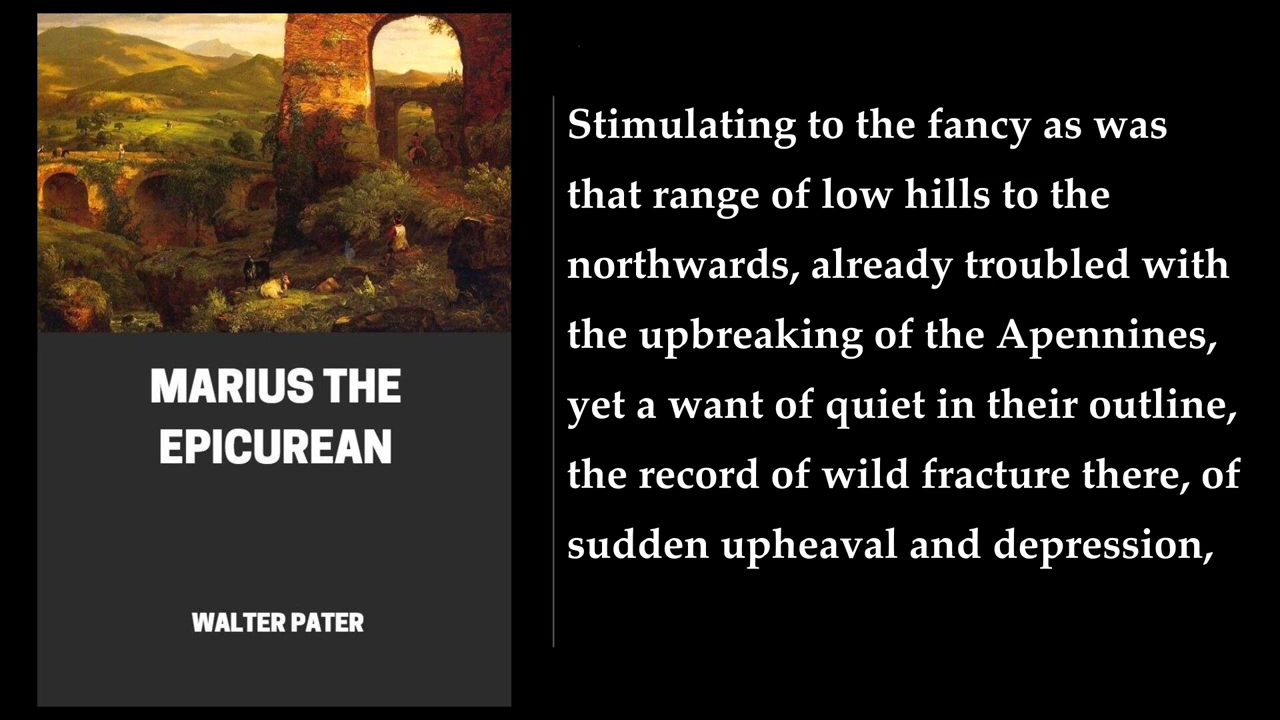 MARIUS THE
EPICUREAN
WALTER PATER
Stimulating to the fancy as was
that range of low hills to the
northwards, already troubled with
the upbreaking of the Apennines,
yet a want of quiet in their outline,
the record of wild fracture there, of
sudden upheaval and depression,